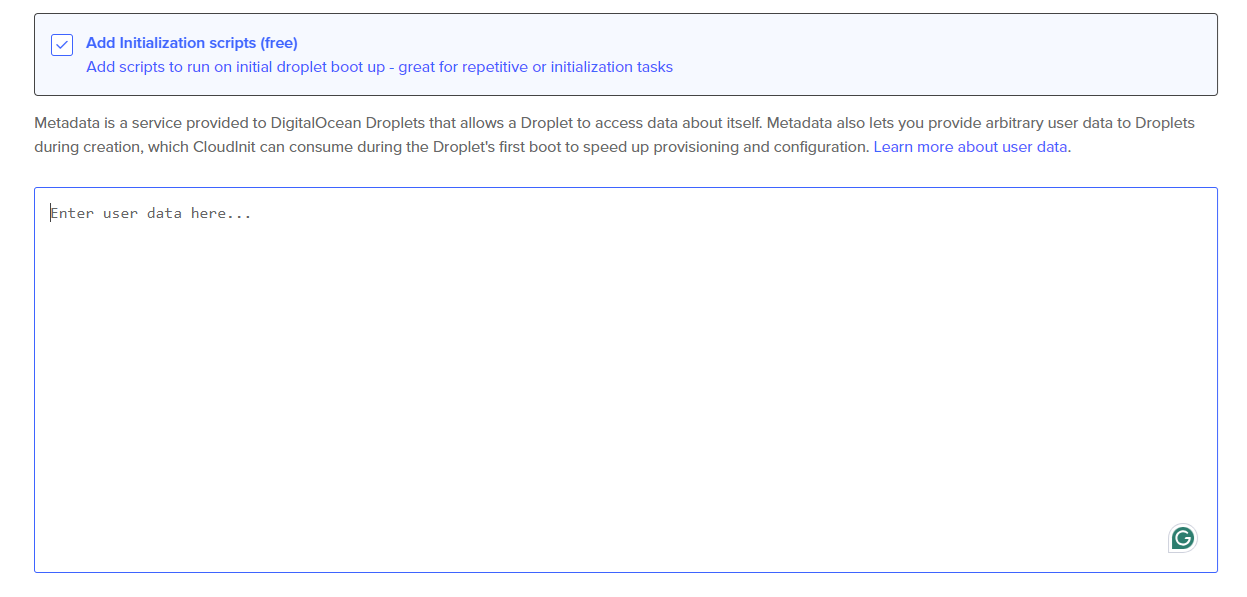 Add Initialization scripts (free)
Add scripts to run on initial droplet boot up - great for repetitive or initialization tasks
Metadata is a service provided to DigitalOcean Droplets that allows a Droplet to access data about itself. Metadata also lets you provide arbitrary user data to Droplets
during creation, which CloudInit can consume during the Droplet's first boot to speed up provisioning and configuration. Learn more about user data.
Enter user data here...